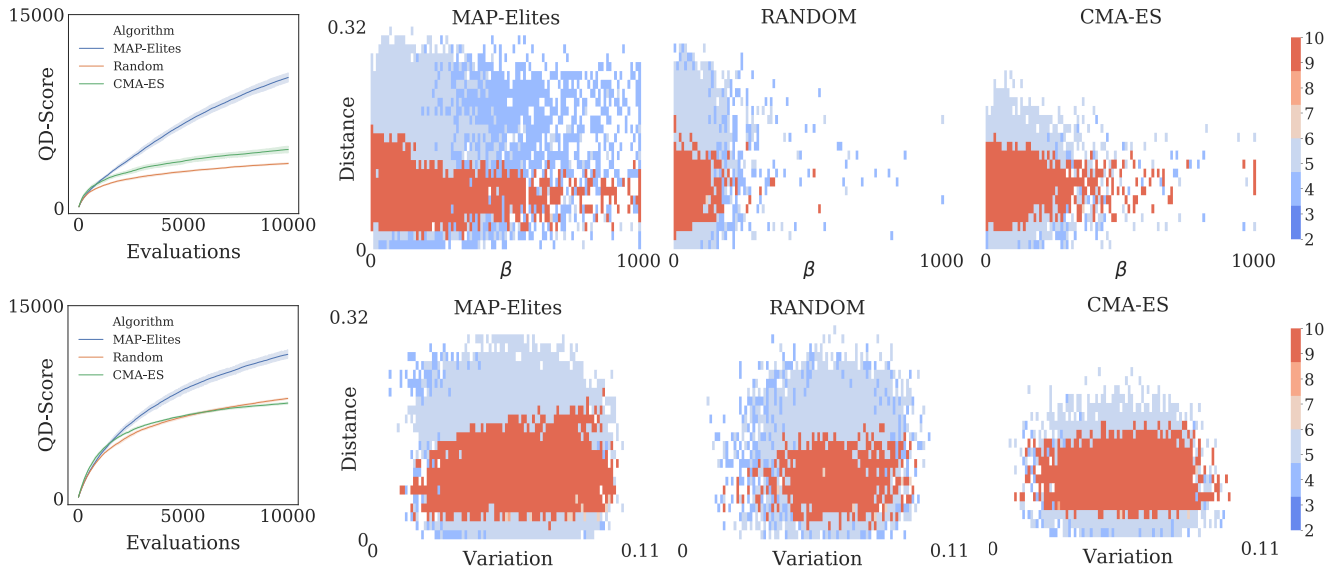 15000
Algorithm
MAP-Elites
Random
CMA-ES
QD-Score
0
0
5000
10000
Evaluations
MAP-Elites
0.32
Distance
0
0
β
1000
RANDOM
0
β
1000
CMA-ES
0
β
1000
10
9
8
7
6
5
4
3
2
15000
Algorithm
MAP-Elites
Random
CMA-ES
QD-Score
0
0
5000
10000
Evaluations
MAP-Elites
0.32
Distance
0
0
Variation
0.11
RANDOM
0
Variation
0.11
CMA-ES
0
Variation
0.11
10
9
8
7
6
5
4
3
2